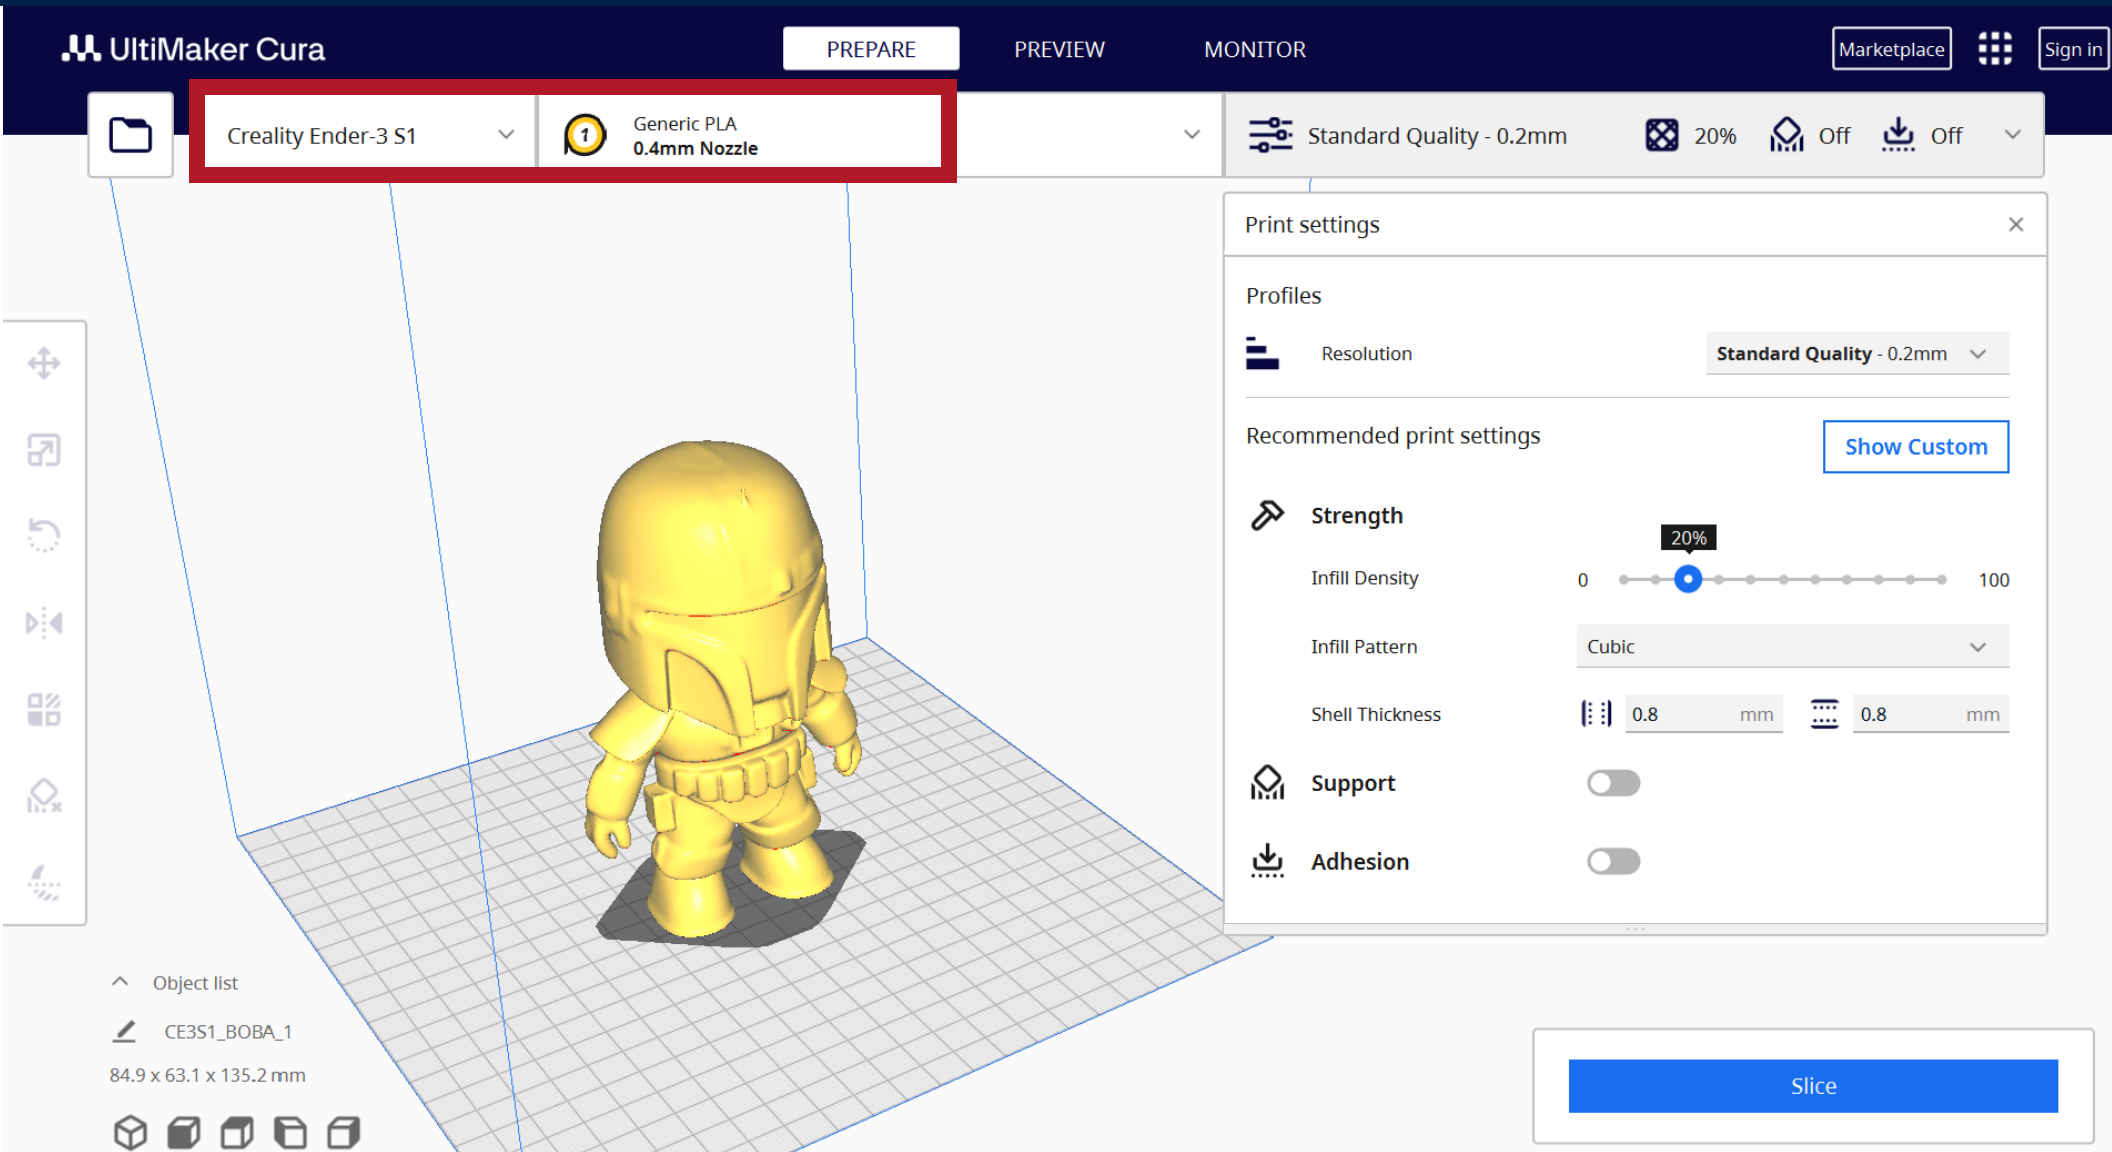 UltiMaker Cura
PREPARE
PREVIEW
MONITOR
Marketplace
Sign in
Creality Ender-3 S1
1
Generic PLA
0.4mm Nozzle
Standard Quality - 0.2mm
20%
Off
Off
Print settings
Profiles
Resolution
Standard Quality - 0.2mm
Recommended print settings
Show Custom
Strength
20%
Infill Density
0
100
Infill Pattern
Cubic
Shell Thickness
0.8 mm
0.8 mm
Support
Adhesion
Object list
CE3S1_BOBA_1
84.9 x 63.1 x 135.2 mm
Slice